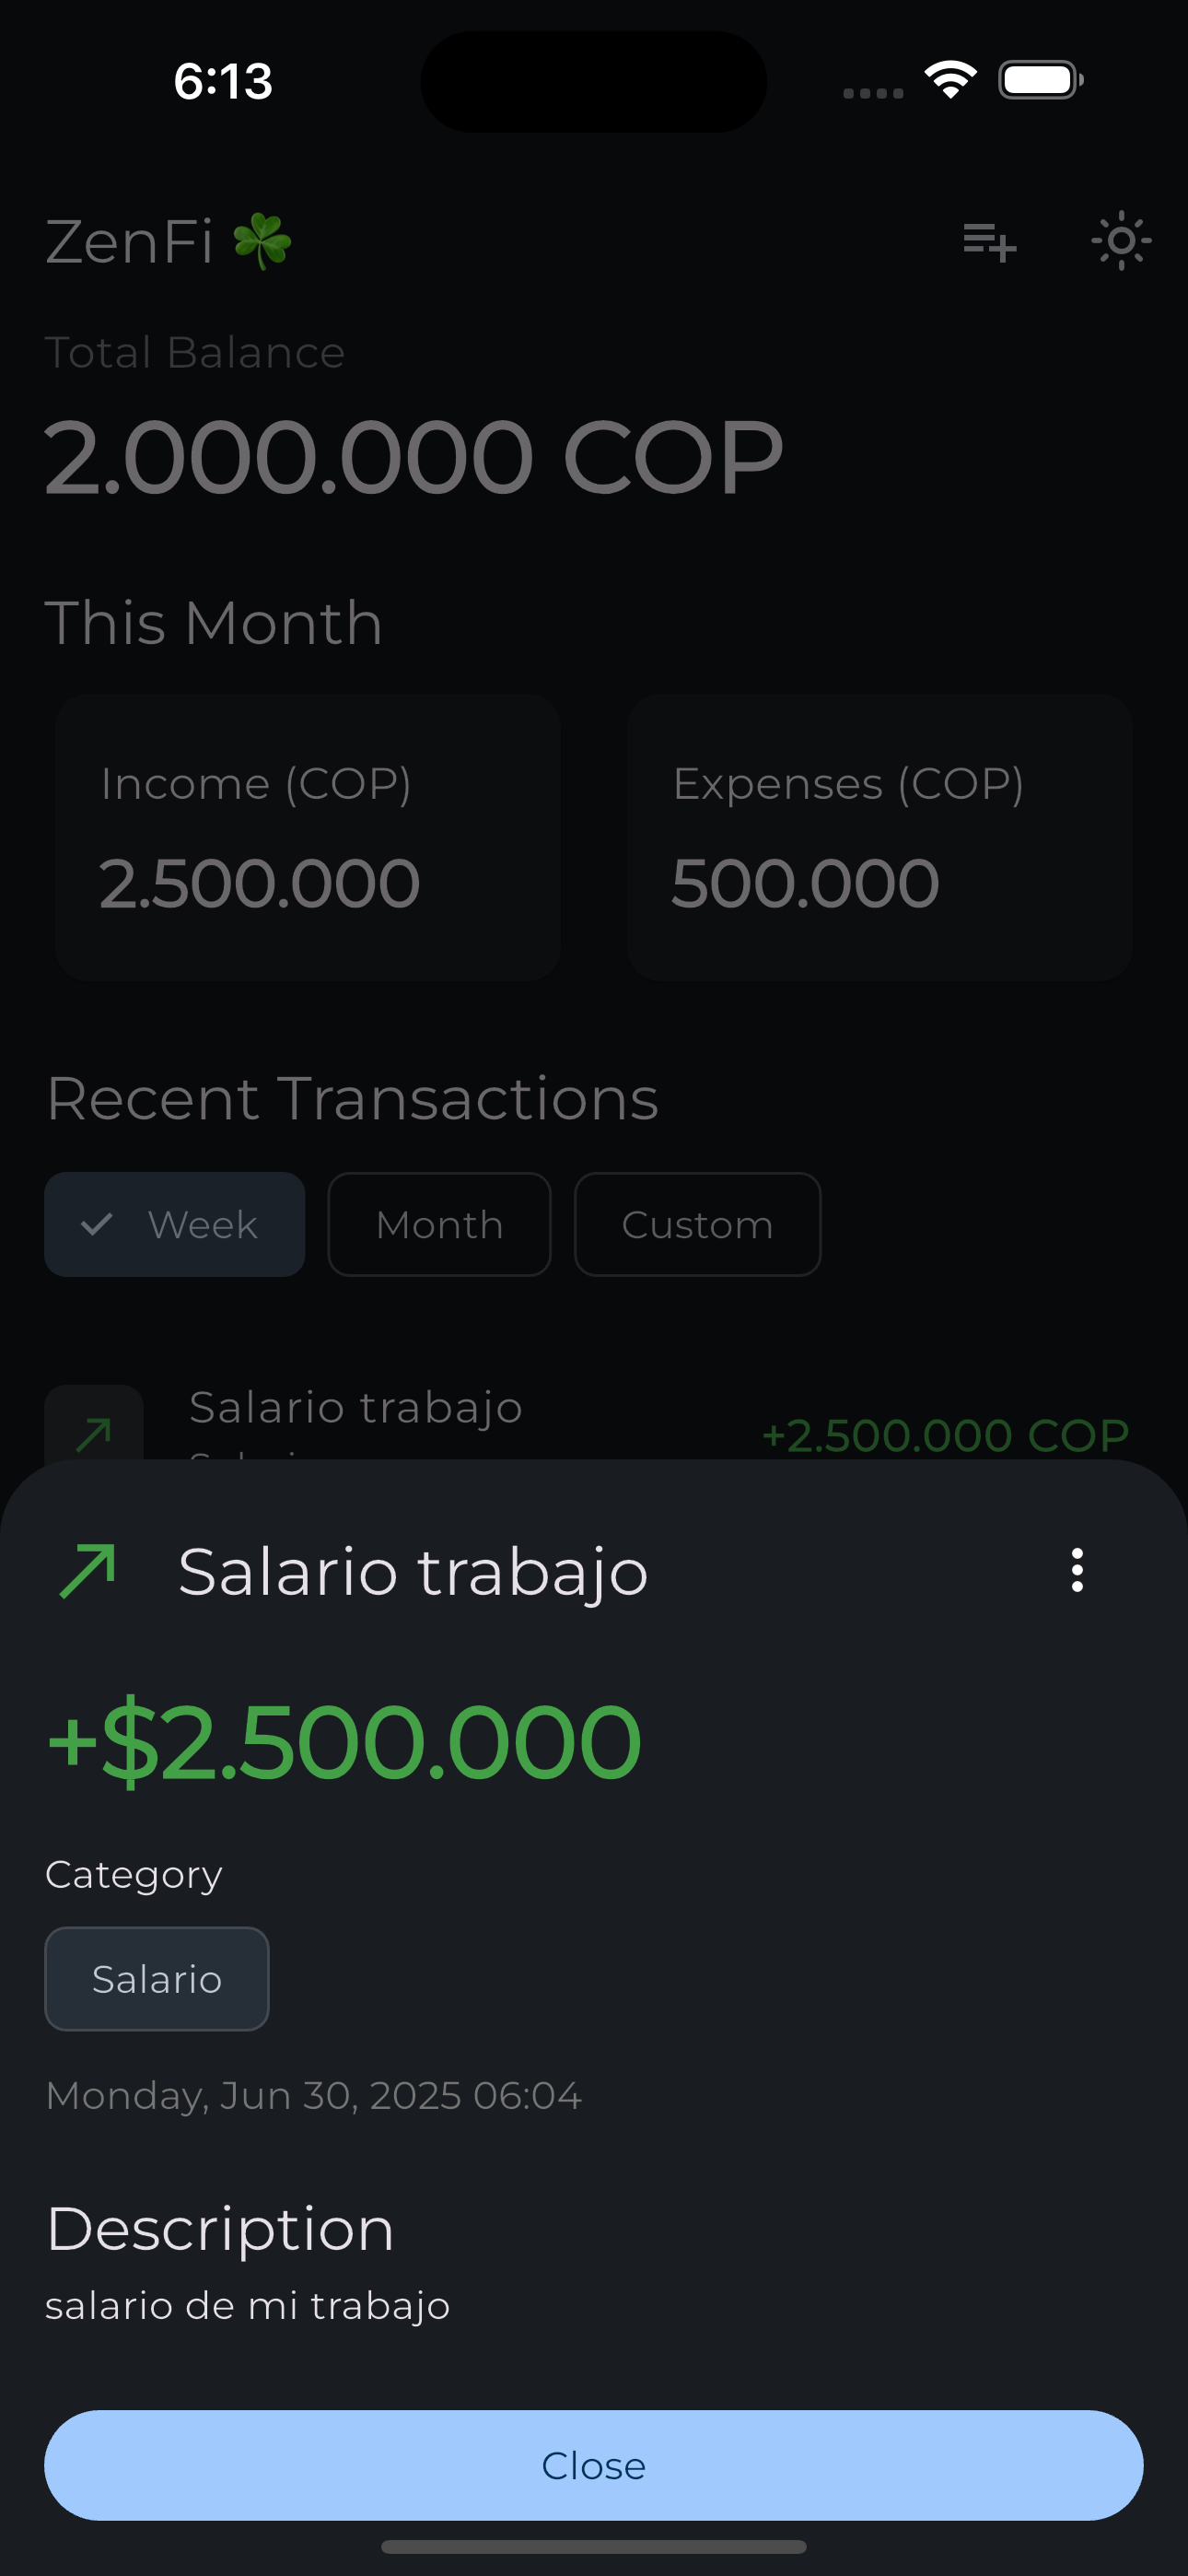 6:13
ZenFi ☘️
Total Balance
2.000.000 COP
This Month
Income (COP)
Expenses (COP)
2.500.000
500.000
Recent Transactions
Week
Month
Custom
Salario trabajo
+2.500.000 COP
Salario trabajo
+$2.500.000
Category
Salario
Monday, Jun 30, 2025 06:04
Description
salario de mi trabajo
Close